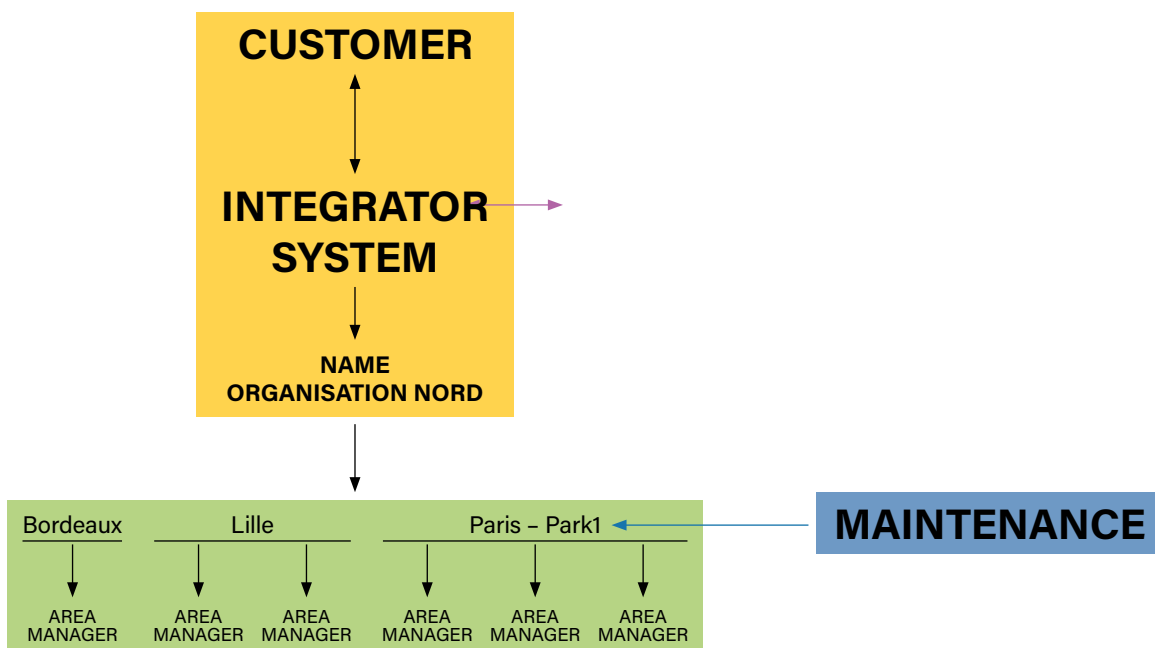 CUSTOMER
INTEGRATOR
SYSTEM
NAME
ORGANISATION NORD
Bordeaux
Lille
Paris – Park1
MAINTENANCE
AREA
MANAGER
AREA
MANAGER
AREA
MANAGER
AREA
MANAGER
AREA
MANAGER
AREA
MANAGER